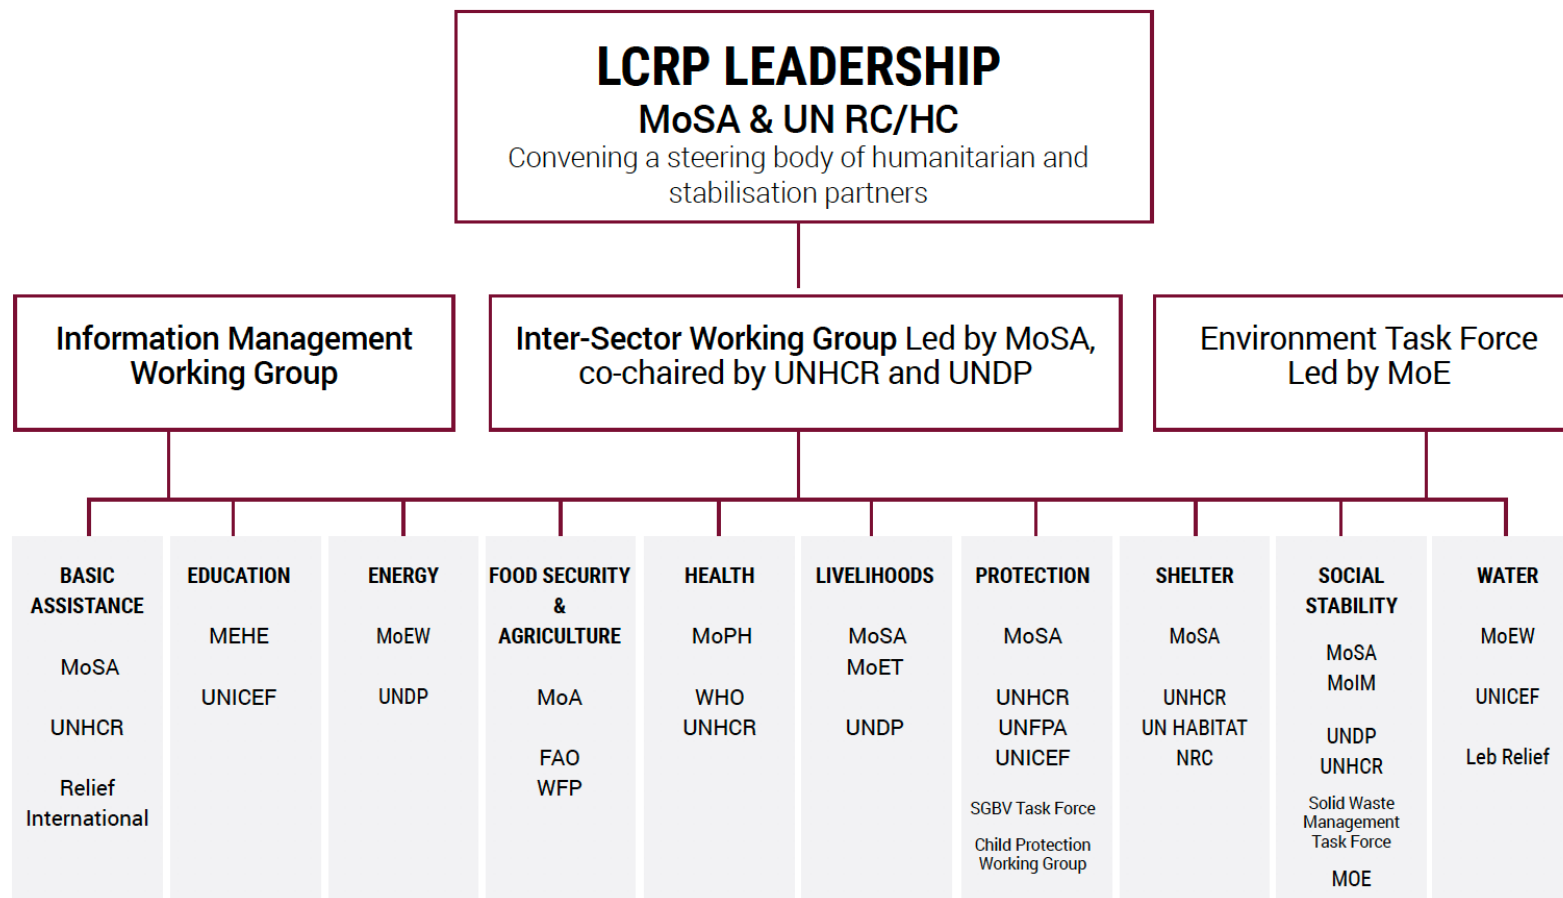 LCRP LEADERSHIP
MoSA & UN RC/HC
Convening a steering body of humanitarian and
stabilisation partners
Information Management
Working Group
Inter-Sector Working Group Led by MoSA,
co-chaired by UNHCR and UNDP
Environment Task Force
Led by MoE
BASIC
ASSISTANCE
MoSA
UNHCR
Relief
International
EDUCATION
MEHE
UNICEF
ENERGY
MoEW
UNDP
FOOD SECURITY
&
AGRICULTURE
MoA
FAO
WFP
HEALTH
MoPH
WHO
UNHCR
LIVELIHOODS
MoSA
MoET
UNDP
PROTECTION
MoSA
UNHCR
UNFPA
UNICEF
SGBV Task Force
Child Protection
Working Group
SHELTER
MoSA
UNHCR
UN HABITAT
NRC
SOCIAL
STABILITY
MoSA
MoIM
UNDP
UNHCR
Solid Waste
Management
Task Force
MOE
WATER
MoEW
UNICEF
Leb Relief